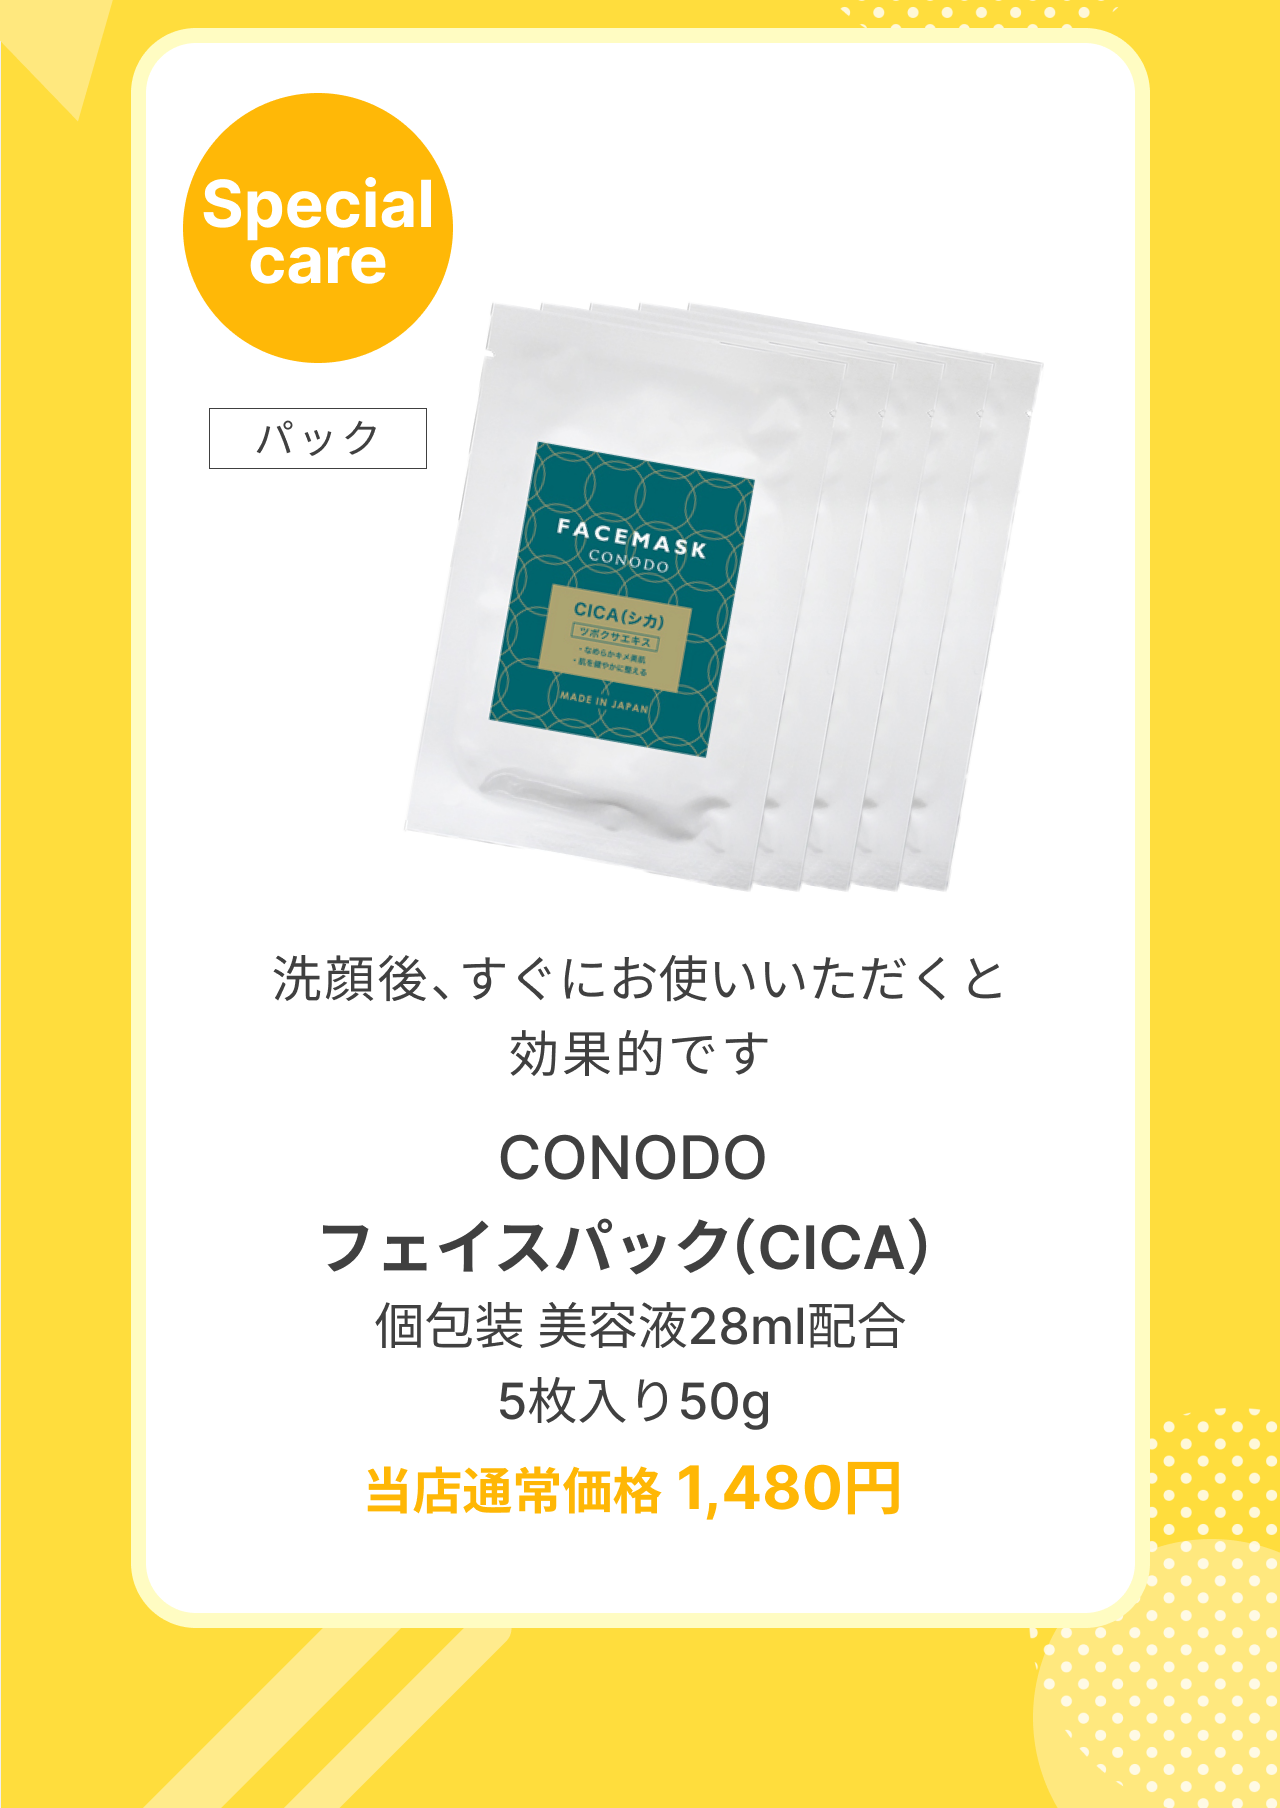 Special
care
パック
FACEMASK
CONODO
CICA(シカ)
ツボクサエキス
・なめらかキメ美肌
・肌を健やかに整える
MADE IN JAPAN
洗顔後、すぐにお使いいただくと
効果的です
CONODO
フェイスパック（CICA）
個包装 美容液28ml配合
5枚入り50g
当店通常価格 1,480円